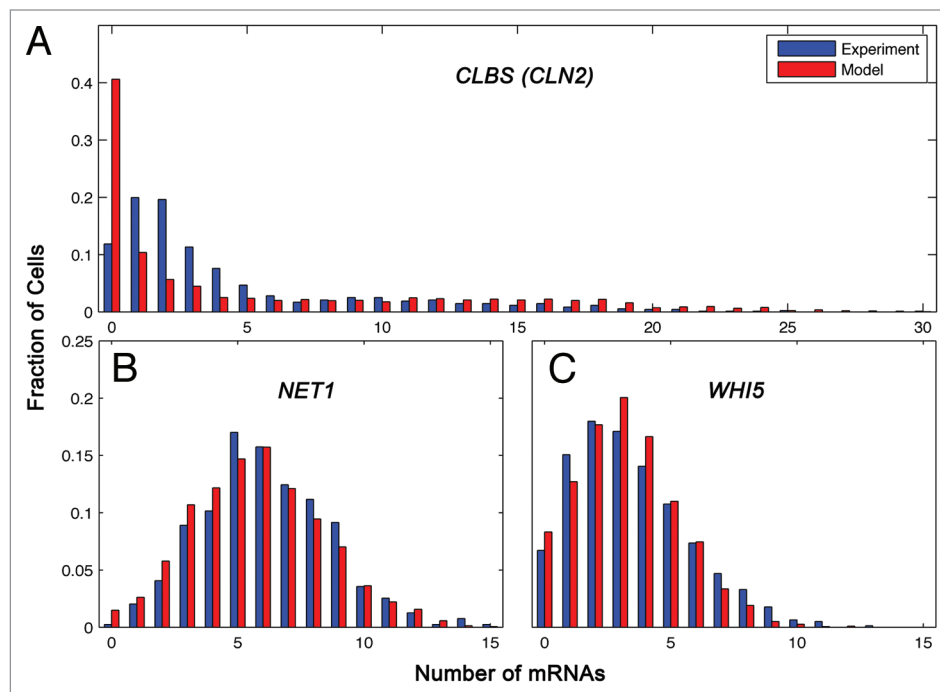 A
CLBS (CLN2)
Experiment
Model
0.4
0.3
0.2
0.1
0
0 5 10 15 20 25 30
Fraction of Cells
B
NET1
0.25
0.2
0.15
0.1
0.05
0
0 5 10 15
C
WHI5
0 5 10 15
Number of mRNAs